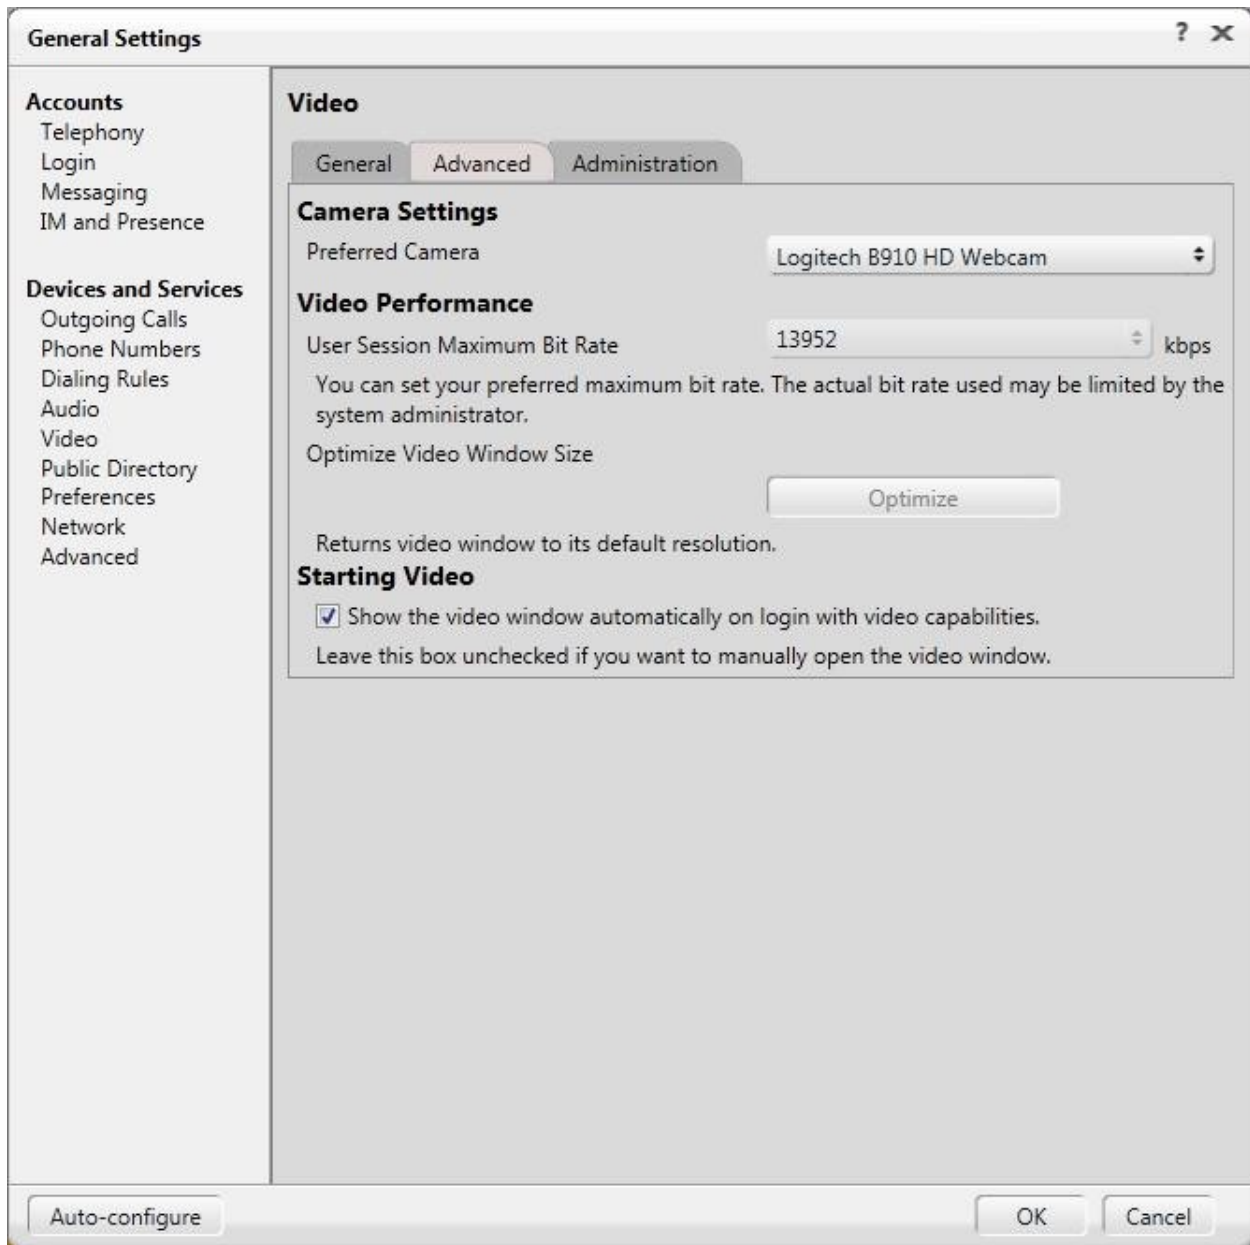 General Settings
?
Accounts
Telephony
Login
Messaging
IM and Presence
Devices and Services
Outgoing Calls
Phone Numbers
Dialing Rules
Audio
Video
Public Directory
Preferences
Network
Advanced
Video
General Advanced Administration
Camera Settings
Preferred Camera Logitech B910 HD Webcam
Video Performance
User Session Maximum Bit Rate 13952 kbps
You can set your preferred maximum bit rate. The actual bit rate used may be limited by the
system administrator.
Optimize Video Window Size
Optimize
Returns video window to its default resolution.
Starting Video
Show the video window automatically on login with video capabilities.
Leave this box unchecked if you want to manually open the video window.
Auto-configure OK Cancel